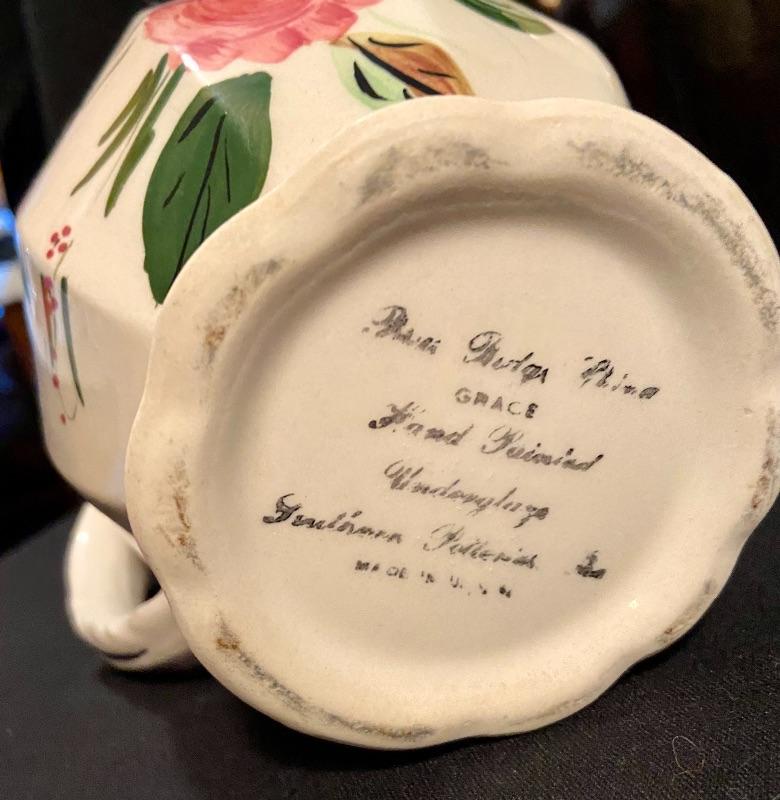 Blue Ridge China
GRACE
Hand Painted
Underglaze
Southern Potteries
MADE IN U.S.A